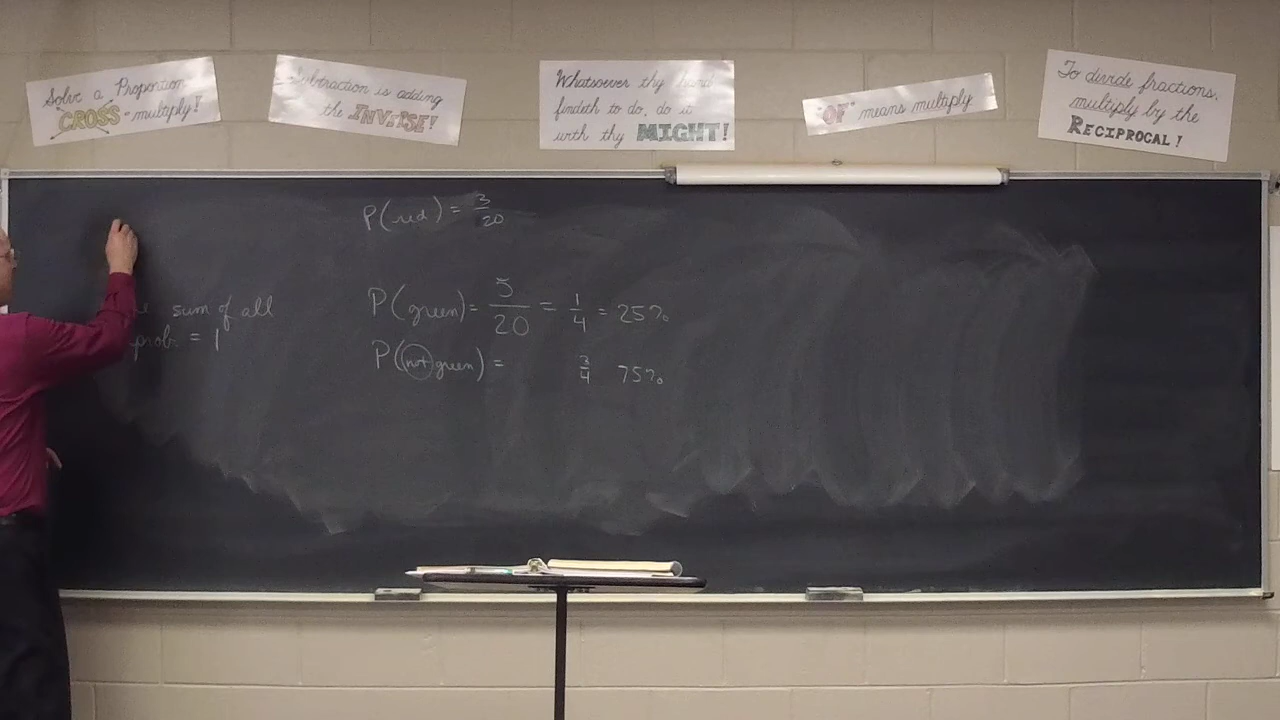 Solve a Proportion
CROSS-multiply!
Subtraction is adding
the INVERSE!
Whatsoever thy hand
findeth to do, do it
with thy MIGHT!
"OF" means multiply
To divide fractions,
multiply by the
RECIPROCAL!
P(red) = 3/20
sum of all
prob. = 1
P(green) = 5/20 = 1/4 = 25%
P(not green) = 3/4 75%